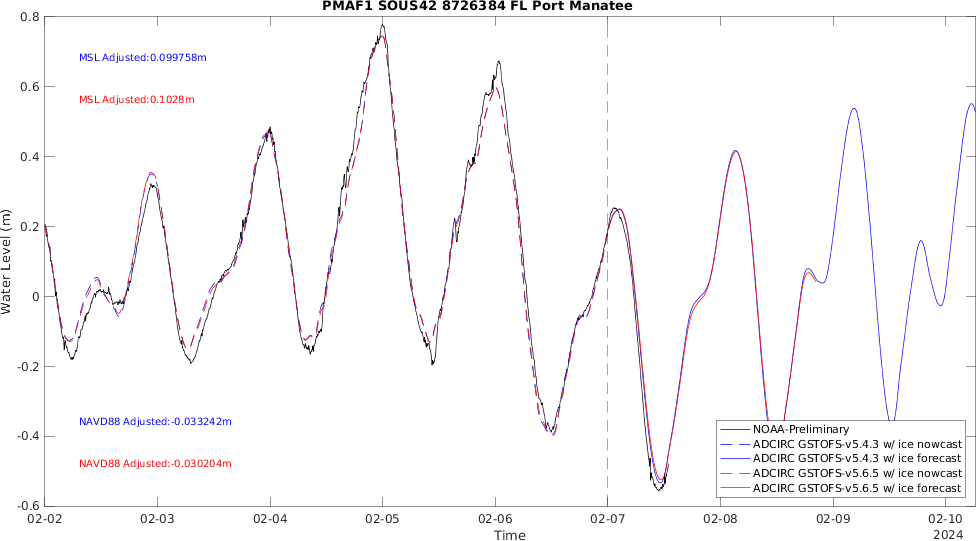 PMAF1 SOUS42 8726384 FL Port Manatee
Water Level (m)
0.8
0.6
0.4
0.2
0
-0.2
-0.4
-0.6
MSL Adjusted:0.099758m
MSL Adjusted:0.1028m
NAVD88 Adjusted:-0.033242m
NAVD88 Adjusted:-0.030204m
NOAA-Preliminary
ADCIRC GSTOFS-v5.4.3 w/ ice nowcast
ADCIRC GSTOFS-v5.4.3 w/ ice forecast
ADCIRC GSTOFS-v5.6.5 w/ ice nowcast
ADCIRC GSTOFS-v5.6.5 w/ ice forecast
02-02 02-03 02-04 02-05 02-06 02-07 02-08 02-09 02-10
2024
Time